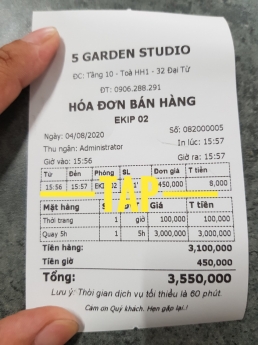 5 GARDEN STUDIO
ĐC: Tầng 10 - Toà HH1 - 32 Đại Từ
ĐT: 0906.288.291
HÓA ĐƠN BÁN HÀNG
EKIP 02
Ngày: 04/08/2020 Số: 082000005
Thu ngân: Administrator In lúc: 15:57
Giờ vào: 15:56 Giờ ra: 15:57
Từ Đến Phòng SL Đơn giá T tiền
15:56 15:57 02 1' 450,000 8,000
TAP
Mặt hàng Giá T tiền
Thời trang 1 giờ 100,000 100,000
Quay 5h 1 5h 3,000,000 3,000,000
Tiền hàng: 3,100,000
Tiền giờ 450,000
Tổng: 3,550,000
Lưu ý: Thời gian dịch vụ tối thiểu là 60 phút.
Cảm ơn Quý khách. Hẹn gặp lại!